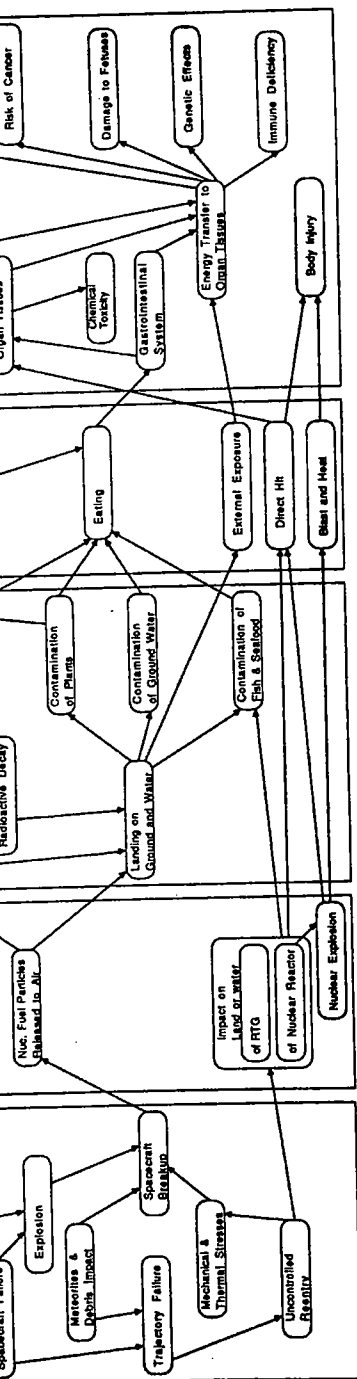 Spacecraft Failure
Explosion
Meteorites &
Debris Impact
Trajectory Failure
Spacecraft
Breakup
Mechanical &
Thermal Stresses
Uncontrolled
Reentry
Nuc. Fuel Particles
Released to Air
Impact on
Land or water
of RTG
of Nuclear Reactor
Nuclear Explosion
Radioactive Decay
Landing on
Ground and Water
Contamination
of Plants
Contamination
of Ground Water
Contamination of
Fish & Seafood
Eating
External Exposure
Direct Hit
Blast and Heat
Organ Tissues
Chemical
Toxicity
Gastrointestinal
System
Energy Transfer to
Organ Tissues
Body Injury
Risk of Cancer
Damage to Fetuses
Genetic Effects
Immune Deficiency